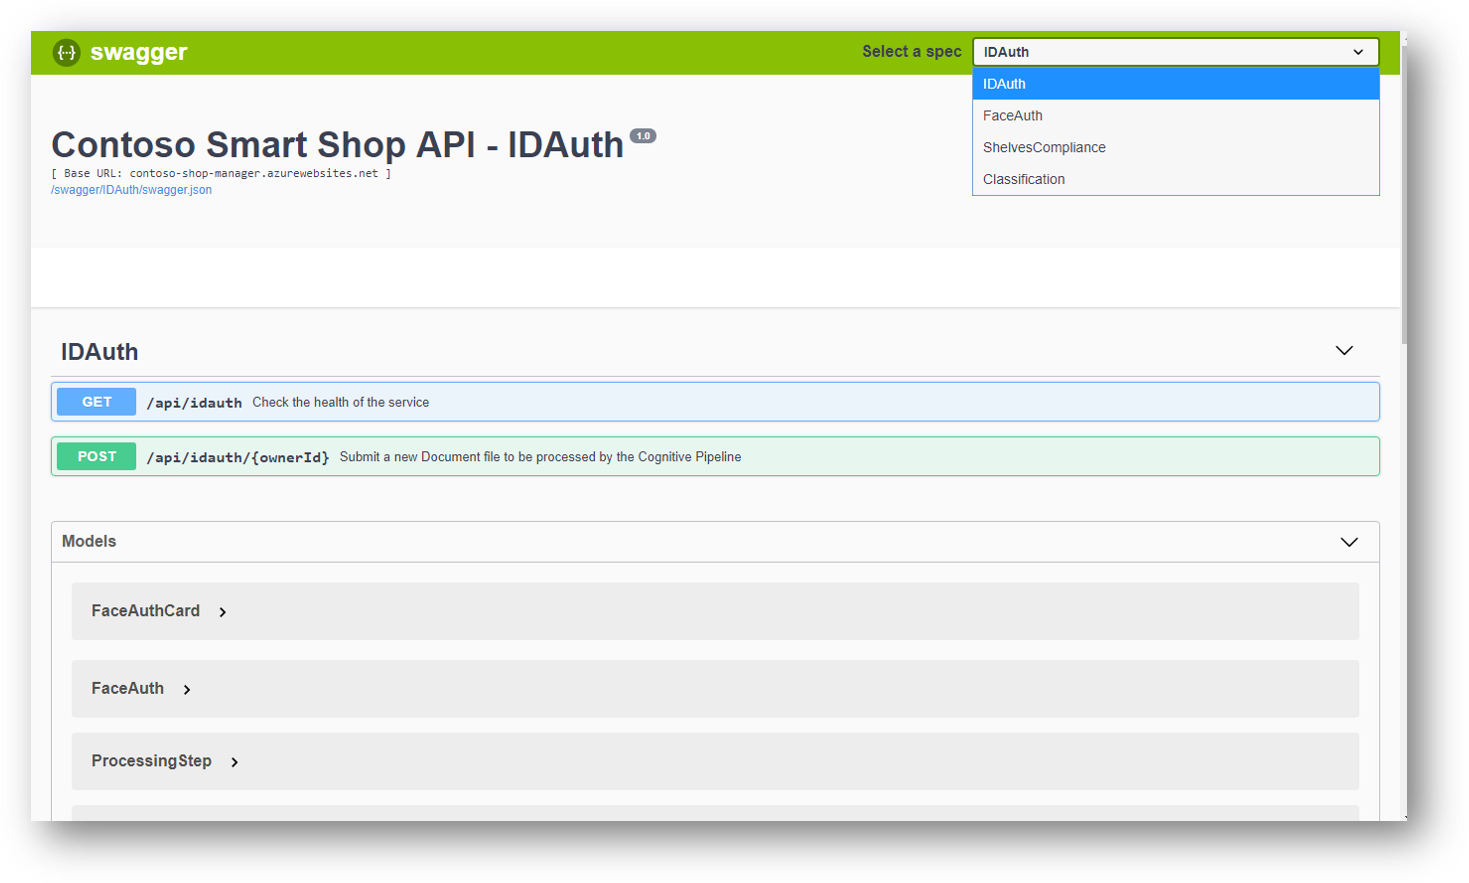 {··} swagger
Select a spec IDAuth
IDAuth
FaceAuth
ShelvesCompliance
Classification
Contoso Smart Shop API - IDAuth 1.0
[ Base URL: contoso-shop-manager.azurewebsites.net ]
/swagger/IDAuth/swagger.json
IDAuth
GET /api/idauth Check the health of the service
POST /api/idauth/{ownerId} Submit a new Document file to be processed by the Cognitive Pipeline
Models
FaceAuthCard
FaceAuth
ProcessingStep